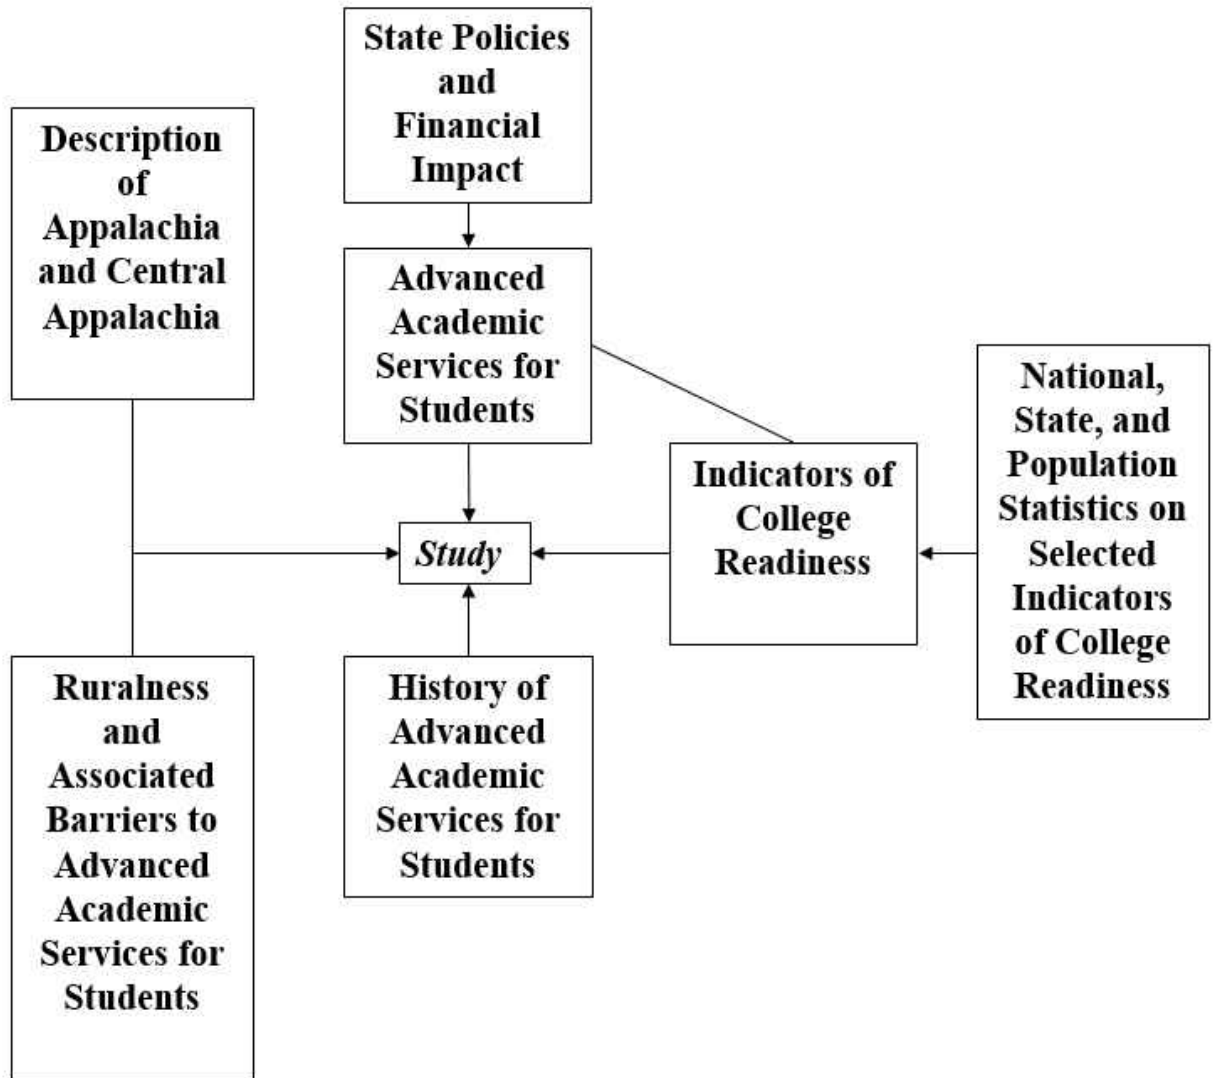 State Policies
and
Financial
Impact
Description
of
Appalachia
and Central
Appalachia
Advanced
Academic
Services for
Students
National,
State, and
Population
Statistics on
Selected
Indicators
of College
Readiness
Indicators of
College
Readiness
Study
Ruralness
and
Associated
Barriers to
Advanced
Academic
Services for
Students
History of
Advanced
Academic
Services for
Students